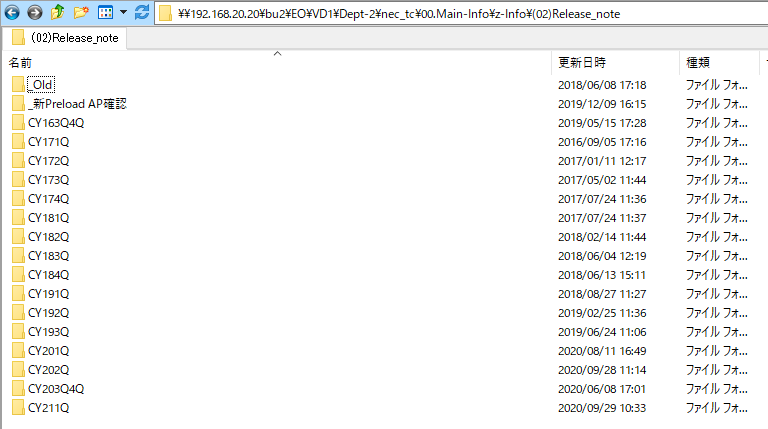 ¥¥192.168.20.20¥bu2¥EO¥VD1¥Dept-2¥nec_tc¥00.Main-Info¥z-Info¥(02)Release_note
(02)Release_note
名前 更新日時 種類
_Old 2018/06/08 17:18 ファイル フォ...
_新Preload AP確認 2019/12/09 16:15 ファイル フォ...
CY163Q4Q 2019/05/15 17:28 ファイル フォ...
CY171Q 2016/09/05 17:16 ファイル フォ...
CY172Q 2017/01/11 12:17 ファイル フォ...
CY173Q 2017/05/02 11:44 ファイル フォ...
CY174Q 2017/07/24 11:36 ファイル フォ...
CY181Q 2017/07/24 11:37 ファイル フォ...
CY182Q 2018/02/14 11:44 ファイル フォ...
CY183Q 2018/06/04 12:19 ファイル フォ...
CY184Q 2018/06/13 15:11 ファイル フォ...
CY191Q 2018/08/27 11:27 ファイル フォ...
CY192Q 2019/02/25 11:36 ファイル フォ...
CY193Q 2019/06/24 11:06 ファイル フォ...
CY201Q 2020/08/11 16:49 ファイル フォ...
CY202Q 2020/09/28 11:14 ファイル フォ...
CY203Q4Q 2020/06/08 17:01 ファイル フォ...
CY211Q 2020/09/29 10:33 ファイル フォ...